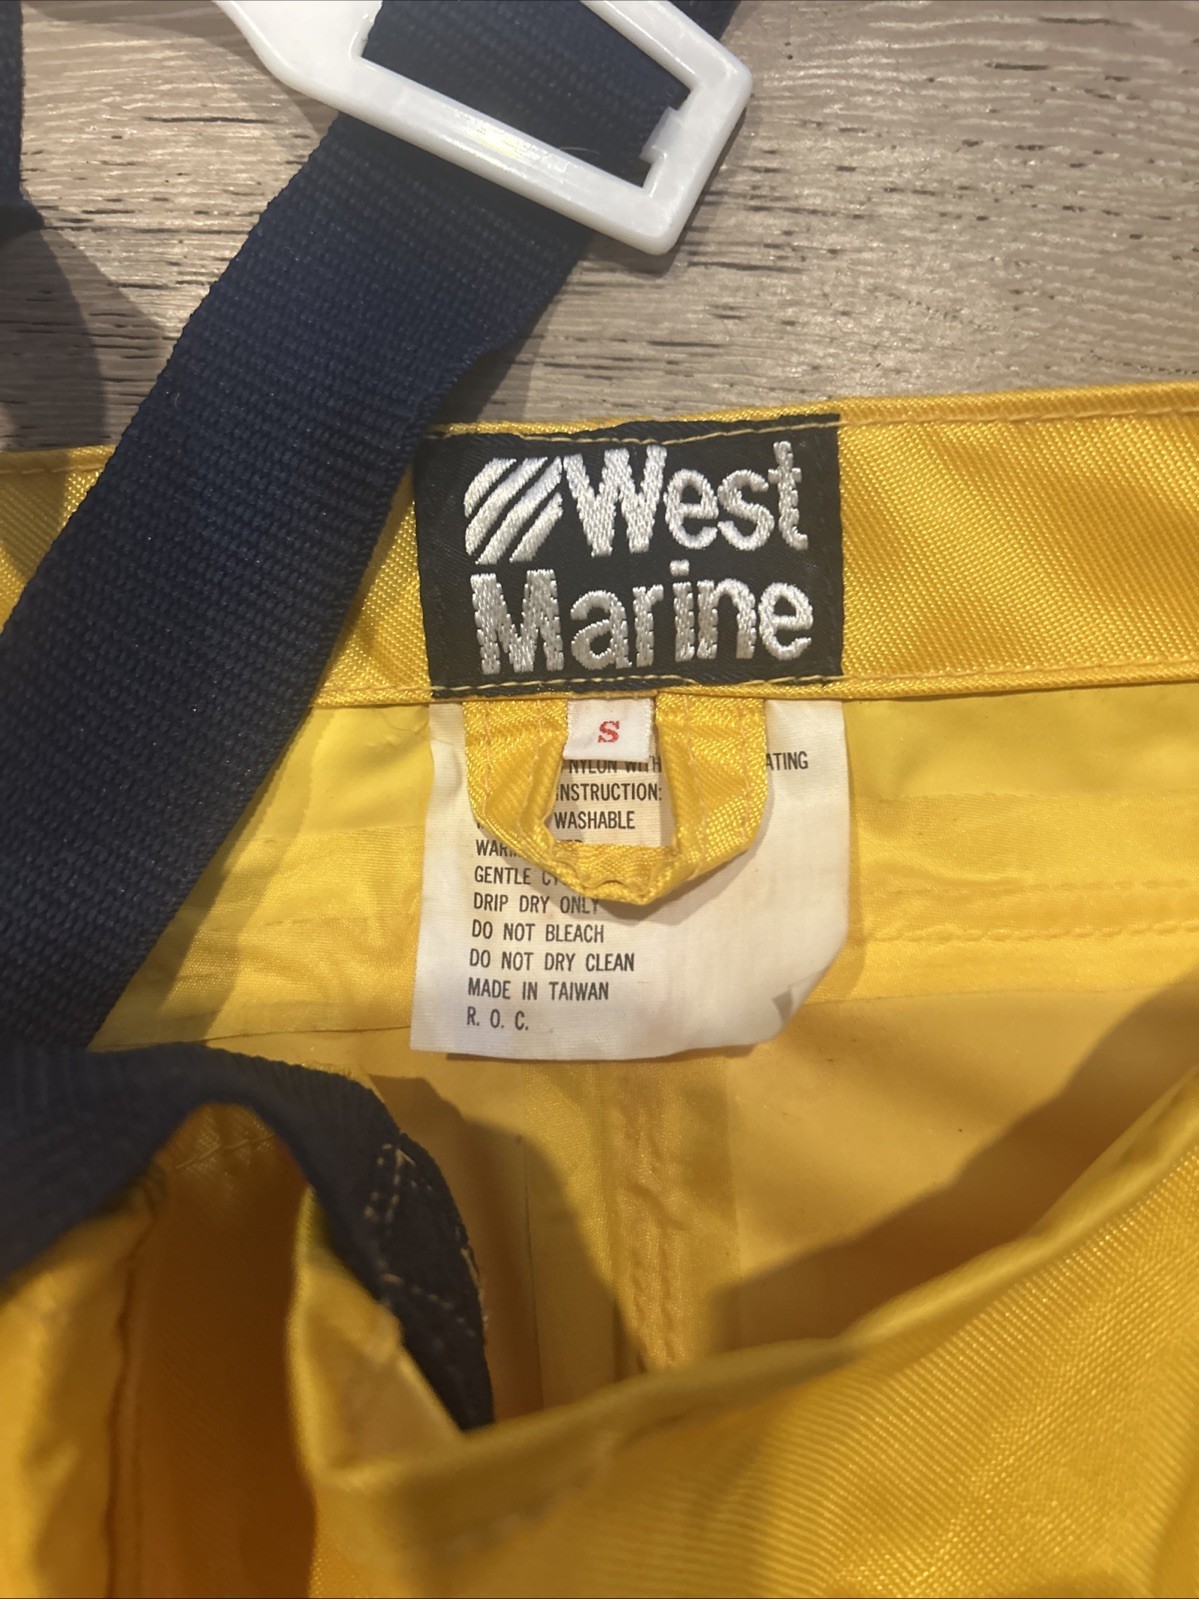 West
Marine
S
NYLON WITH
INSTRUCTION:
WASHABLE
GENTLE
DRIP DRY ONLY
DO NOT BLEACH
DO NOT DRY CLEAN
MADE IN TAIWAN
R. O. C.